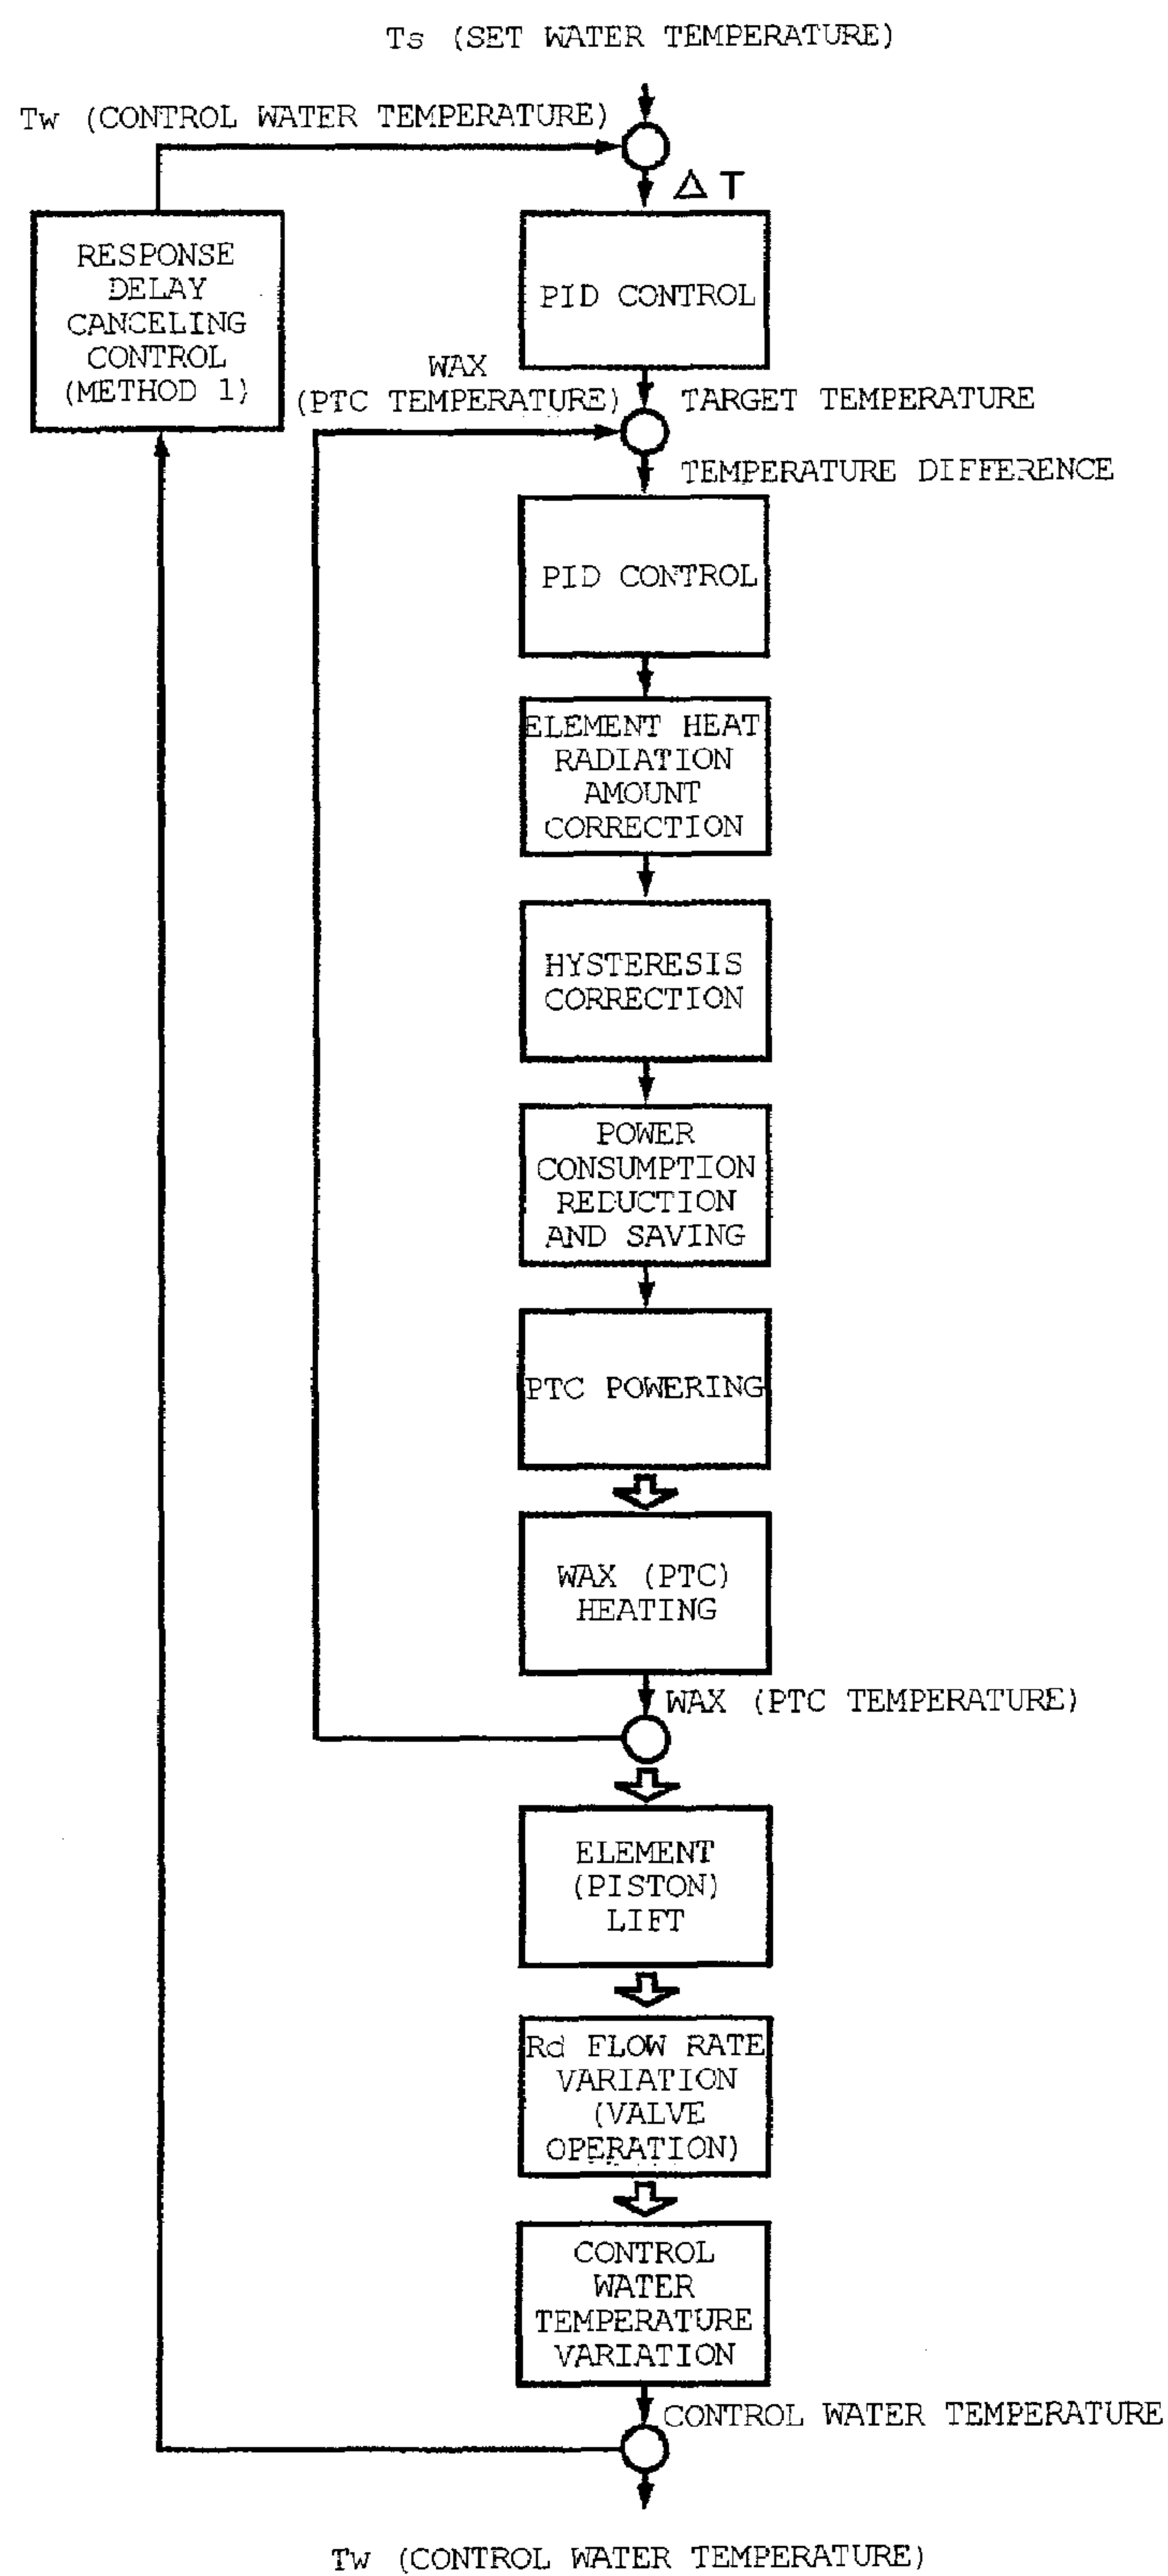 Ts (SET WATER TEMPERATURE)
Tw (CONTROL WATER TEMPERATURE)
ΔT
RESPONSE
DELAY
CANCELING
CONTROL
(METHOD 1)
PID CONTROL
WAX
(PTC TEMPERATURE)
TARGET TEMPERATURE
TEMPERATURE DIFFERENCE
PID CONTROL
ELEMENT HEAT
RADIATION
AMOUNT
CORRECTION
HYSTERESIS
CORRECTION
POWER
CONSUMPTION
REDUCTION
AND SAVING
PTC POWERING
WAX (PTC)
HEATING
WAX (PTC TEMPERATURE)
ELEMENT
(PISTON)
LIFT
Rd FLOW RATE
VARIATION
(VALVE
OPERATION)
CONTROL
WATER
TEMPERATURE
VARIATION
CONTROL WATER TEMPERATURE
Tw (CONTROL WATER TEMPERATURE)